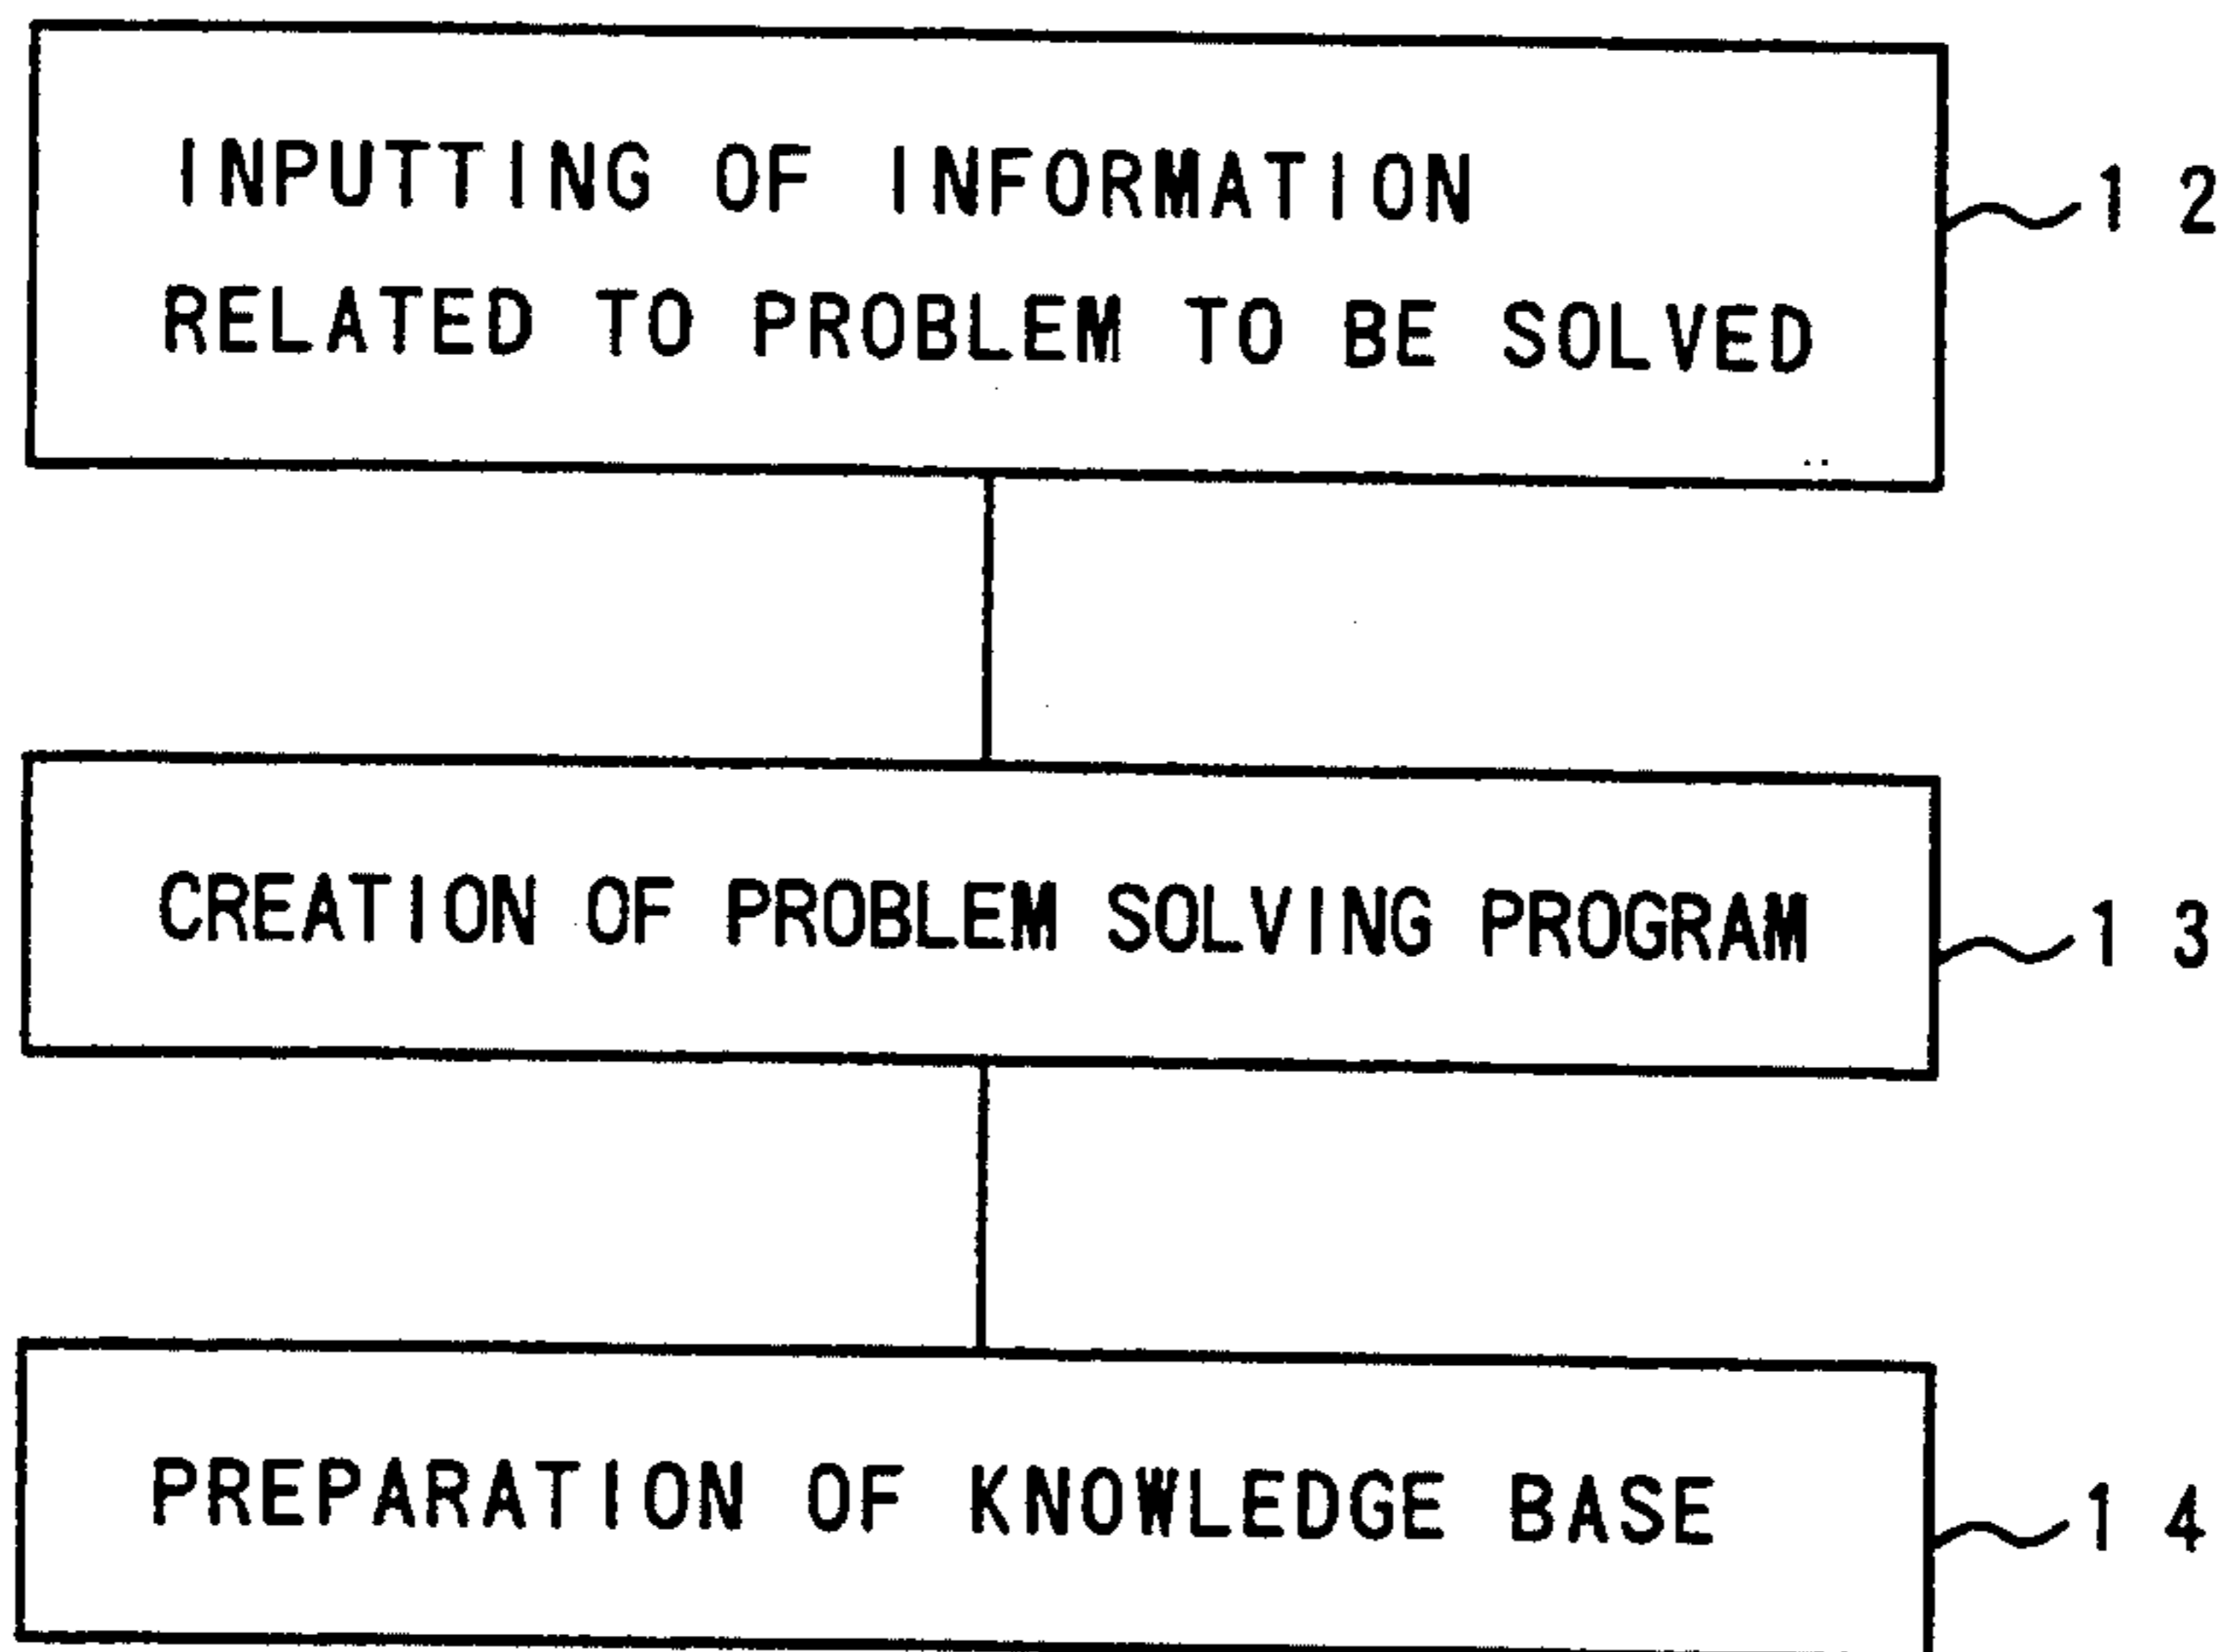 INPUTTING OF INFORMATION 12
RELATED TO PROBLEM TO BE SOLVED
CREATION OF PROBLEM SOLVING PROGRAM 13
PREPARATION OF KNOWLEDGE BASE 14